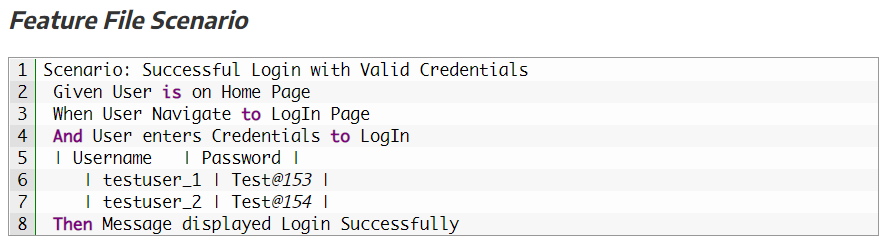 Feature File Scenario
1 Scenario: Successful Login with Valid Credentials
2 Given User is on Home Page
3 When User Navigate to LogIn Page
4 And User enters Credentials to LogIn
5 | Username | Password |
6 | testuser_1 | Test@153 |
7 | testuser_2 | Test@154 |
8 Then Message displayed Login Successfully